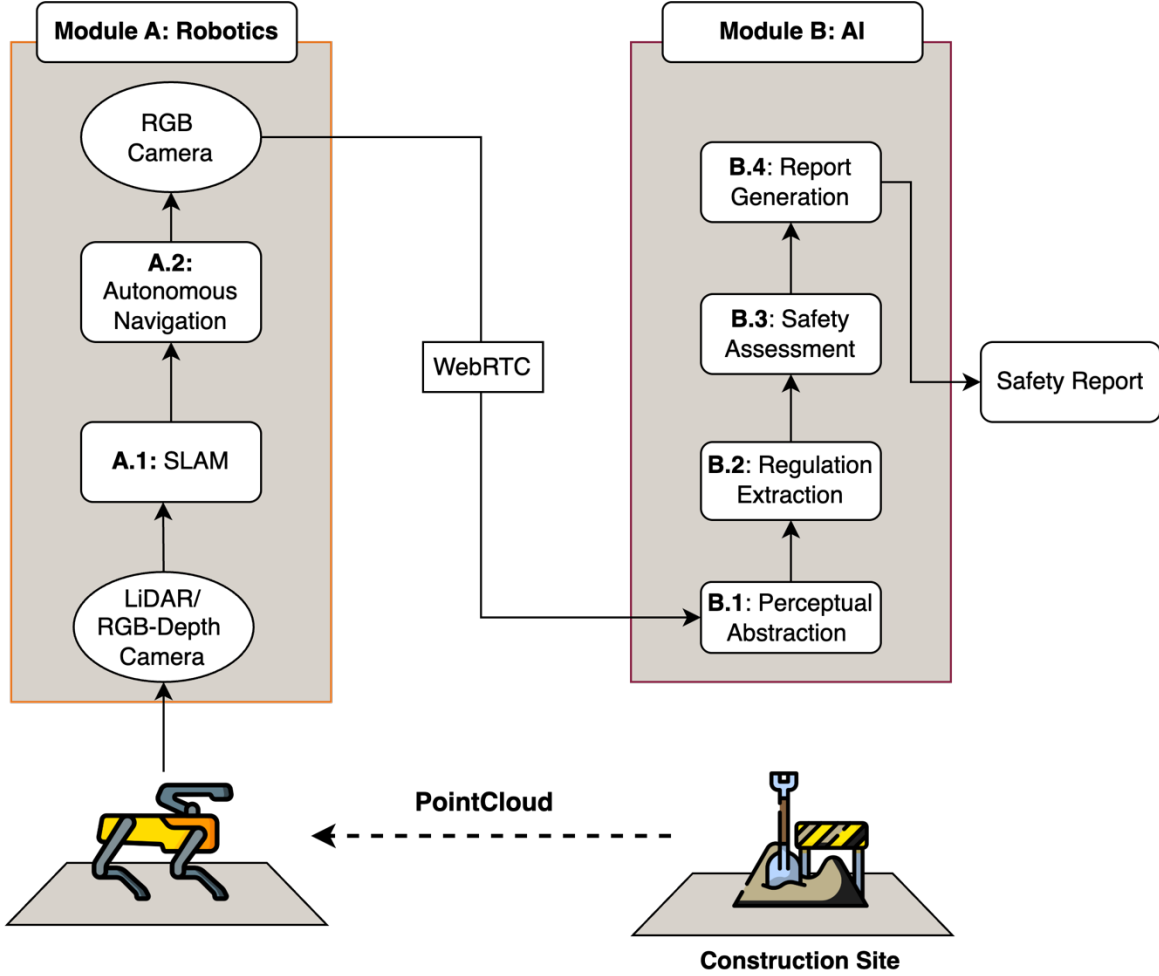 Module A: Robotics
RGB
Camera
A.2:
Autonomous
Navigation
A.1: SLAM
LiDAR/
RGB-Depth
Camera
WebRTC
Module B: AI
B.4: Report
Generation
B.3: Safety
Assessment
B.2: Regulation
Extraction
B.1: Perceptual
Abstraction
Safety Report
PointCloud
Construction Site